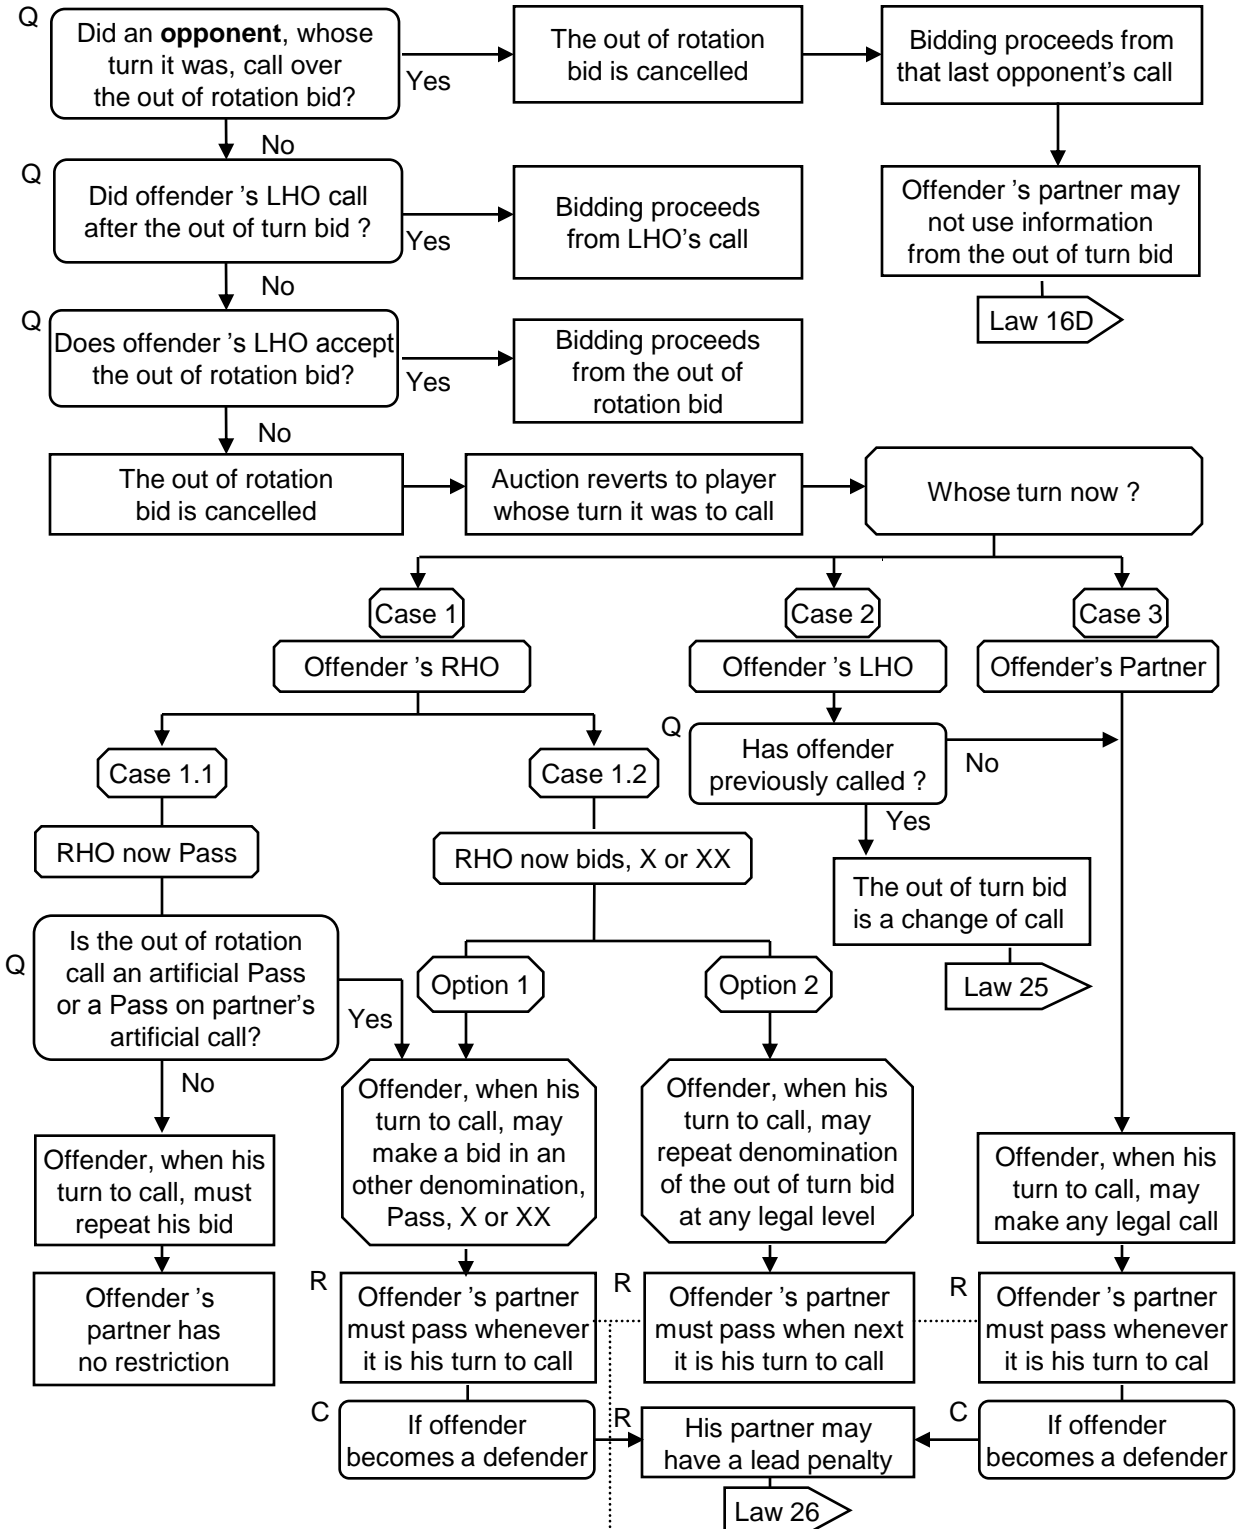 Q
Did an opponent, whose
turn it was, call over
the out of rotation bid?
Yes
The out of rotation
bid is cancelled
Bidding proceeds from
that last opponent's call
No
Offender 's partner may
not use information
from the out of turn bid
Law 16D
Q
Did offender 's LHO call
after the out of turn bid ?
Yes
Bidding proceeds
from LHO's call
No
Q
Does offender 's LHO accept
the out of rotation bid?
Yes
Bidding proceeds
from the out of
rotation bid
No
The out of rotation
bid is cancelled
Auction reverts to player
whose turn it was to call
Whose turn now ?
Case 1
Case 2
Case 3
Offender 's RHO
Offender 's LHO
Offender's Partner
Q
Has offender
previously called ?
No
Yes
The out of turn bid
is a change of call
Law 25
Case 1.1
Case 1.2
RHO now Pass
RHO now bids, X or XX
Q
Is the out of rotation
call an artificial Pass
or a Pass on partner's
artificial call?
Yes
No
Option 1
Option 2
Offender, when his
turn to call, must
repeat his bid
Offender, when his
turn to call, may
make a bid in an
other denomination,
Pass, X or XX
Offender, when his
turn to call, may
repeat denomination
of the out of turn bid
at any legal level
Offender, when his
turn to call, may
make any legal call
Offender 's
partner has
no restriction
R
Offender 's partner
must pass whenever
it is his turn to call
R
Offender 's partner
must pass when next
it is his turn to call
R
Offender 's partner
must pass whenever
it is his turn to cal
C
If offender
becomes a defender
R
His partner may
have a lead penalty
C
If offender
becomes a defender
Law 26